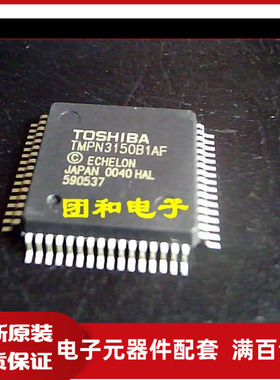 TOSHIBA
TMPN3150B1AF
© ECHELON
JAPAN 0040 HAL
590537
团和电子
新原装
质保证
电子元器件配套 满百